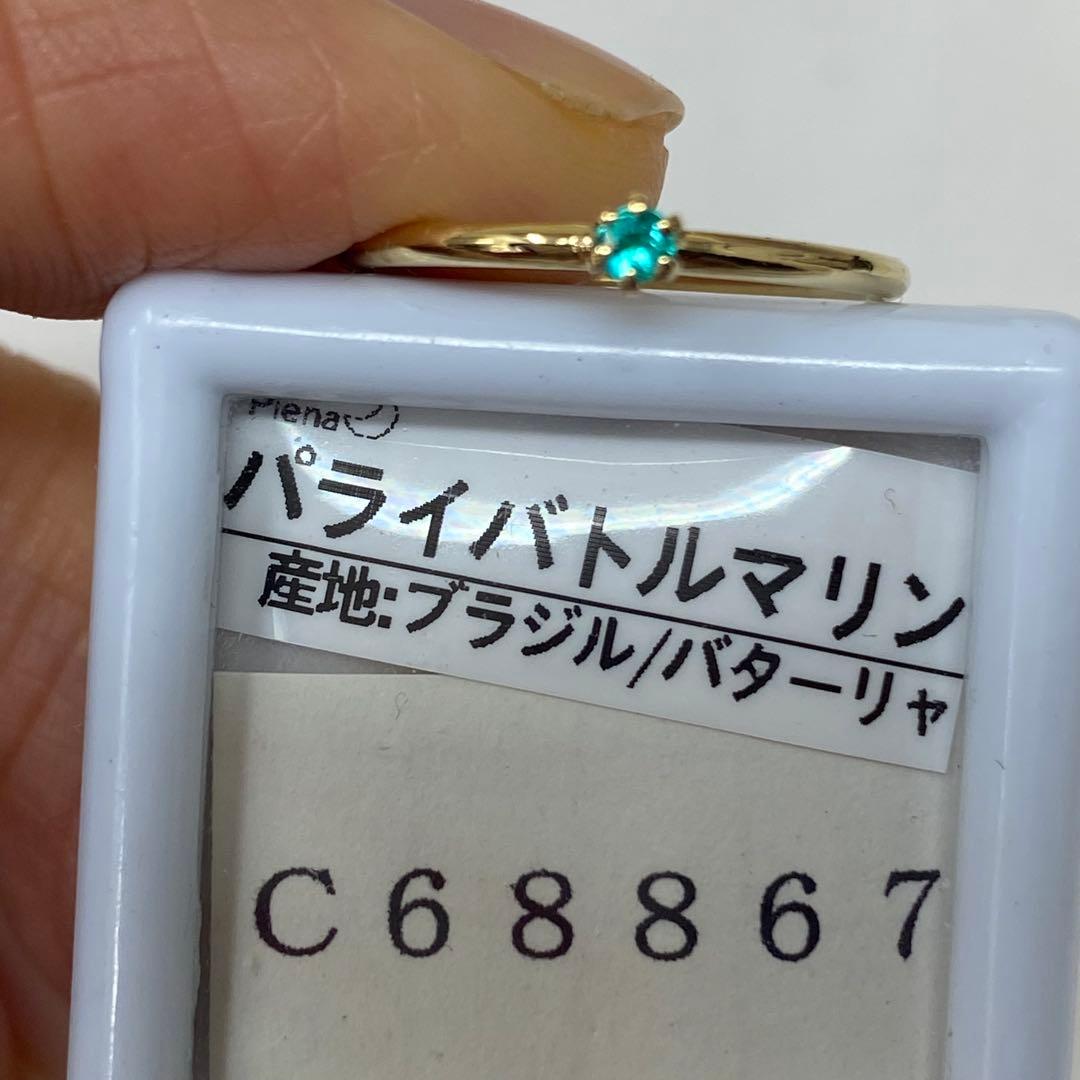 Piena
パライバトルマリン
産地:ブラジル/バターリャ
C68867